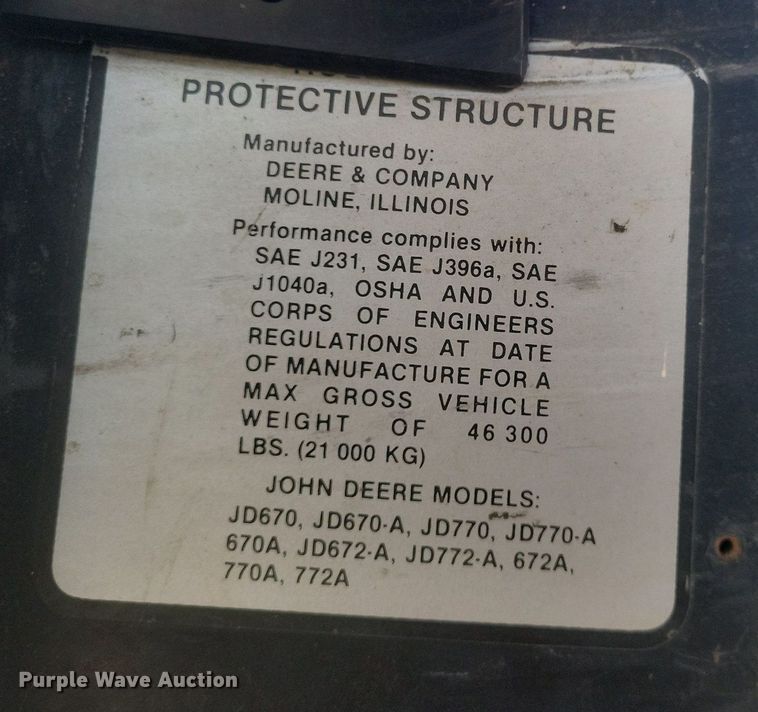 PROTECTIVE STRUCTURE
Manufactured by:
DEERE & COMPANY
MOLINE, ILLINOIS
Performance complies with:
SAE J231, SAE J396a, SAE
J1040a, OSHA AND U.S.
CORPS OF ENGINEERS
REGULATIONS AT DATE
OF MANUFACTURE FOR A
MAX GROSS VEHICLE
WEIGHT OF 46 300
LBS. (21 000 KG)
JOHN DEERE MODELS:
JD670, JD670-A, JD770, JD770-A
670A, JD672-A, JD772-A, 672A,
770A, 772A
Purple Wave Auction